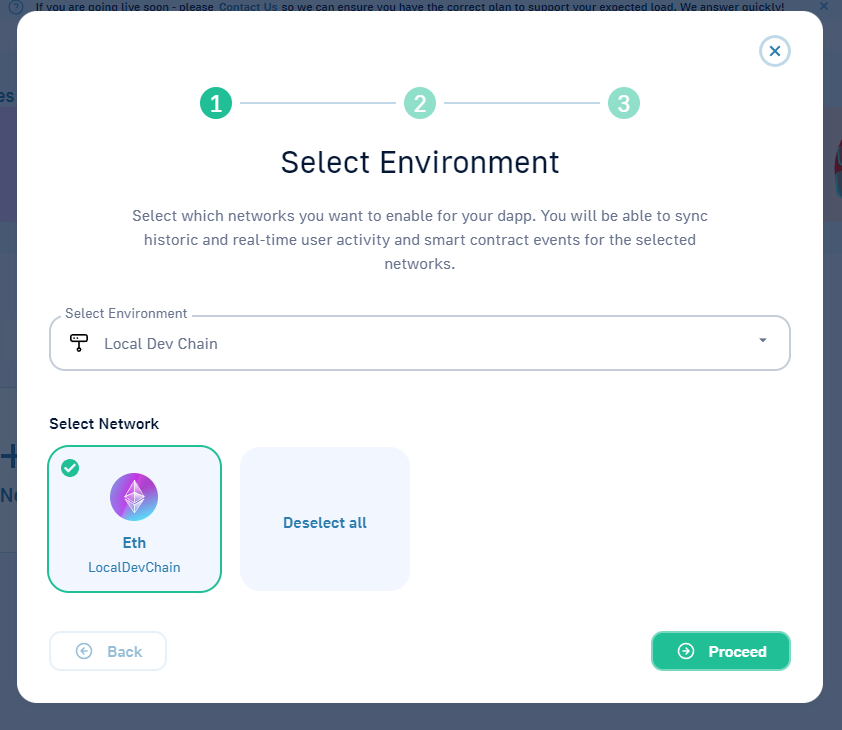 If you are going live soon - please Contact Us so we can ensure you have the correct plan to support your expected load. We answer quickly!
1
2
3
Select Environment
Select which networks you want to enable for your dapp. You will be able to sync
historic and real-time user activity and smart contract events for the selected
networks.
Select Environment
Local Dev Chain
Select Network
Eth
LocalDevChain
Deselect all
Back
Proceed